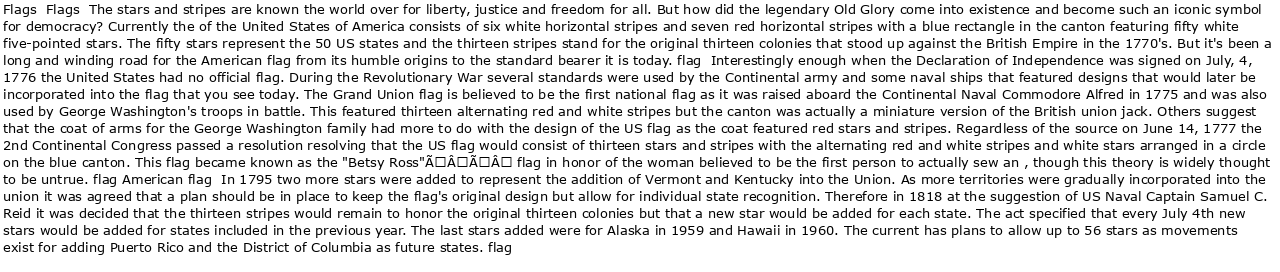 Flags  Flags  The stars and stripes are known the world over for liberty, justice and freedom for all. But how did the legendary Old Glory come into existence and become such an iconic symbol
for democracy? Currently the of the United States of America consists of six white horizontal stripes and seven red horizontal stripes with a blue rectangle in the canton featuring fifty white
five-pointed stars. The fifty stars represent the 50 US states and the thirteen stripes stand for the original thirteen colonies that stood up against the British Empire in the 1770's. But it's been a
long and winding road for the American flag from its humble origins to the standard bearer it is today. flag  Interestingly enough when the Declaration of Independence was signed on July, 4,
1776 the United States had no official flag. During the Revolutionary War several standards were used by the Continental army and some naval ships that featured designs that would later be
incorporated into the flag that you see today. The Grand Union flag is believed to be the first national flag as it was raised aboard the Continental Naval Commodore Alfred in 1775 and was also
used by George Washington's troops in battle. This featured thirteen alternating red and white stripes but the canton was actually a miniature version of the British union jack. Others suggest
that the coat of arms for the George Washington family had more to do with the design of the US flag as the coat featured red stars and stripes. Regardless of the source on June 14, 1777 the
2nd Continental Congress passed a resolution resolving that the US flag would consist of thirteen stars and stripes with the alternating red and white stripes and white stars arranged in a circle
on the blue canton. This flag became known as the "Betsy Ross"Ã□Â□Ã□Â□ flag in honor of the woman believed to be the first person to actually sew an , though this theory is widely thought
to be untrue. flag American flag  In 1795 two more stars were added to represent the addition of Vermont and Kentucky into the Union. As more territories were gradually incorporated into the
union it was agreed that a plan should be in place to keep the flag's original design but allow for individual state recognition. Therefore in 1818 at the suggestion of US Naval Captain Samuel C.
Reid it was decided that the thirteen stripes would remain to honor the original thirteen colonies but that a new star would be added for each state. The act specified that every July 4th new
stars would be added for states included in the previous year. The last stars added were for Alaska in 1959 and Hawaii in 1960. The current has plans to allow up to 56 stars as movements
exist for adding Puerto Rico and the District of Columbia as future states. flag